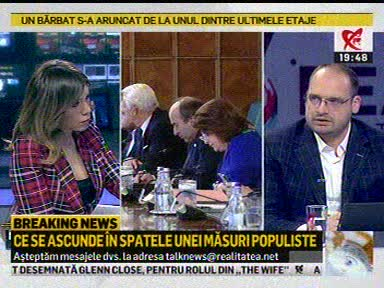 UN BĂRBAT S-A ARUNCAT DE LA UNUL DINTRE ULTIMELE ETAJE
19:48
BREAKING NEWS
CE SE ASCUNDE ÎN SPATELE UNEI MĂSURI POPULISTE
Aşteptăm mesajele dvs. la adresa talknews@realitatea.net
T DESEMNATĂ GLENN CLOSE, PENTRU ROLUL DIN „THE WIFE"